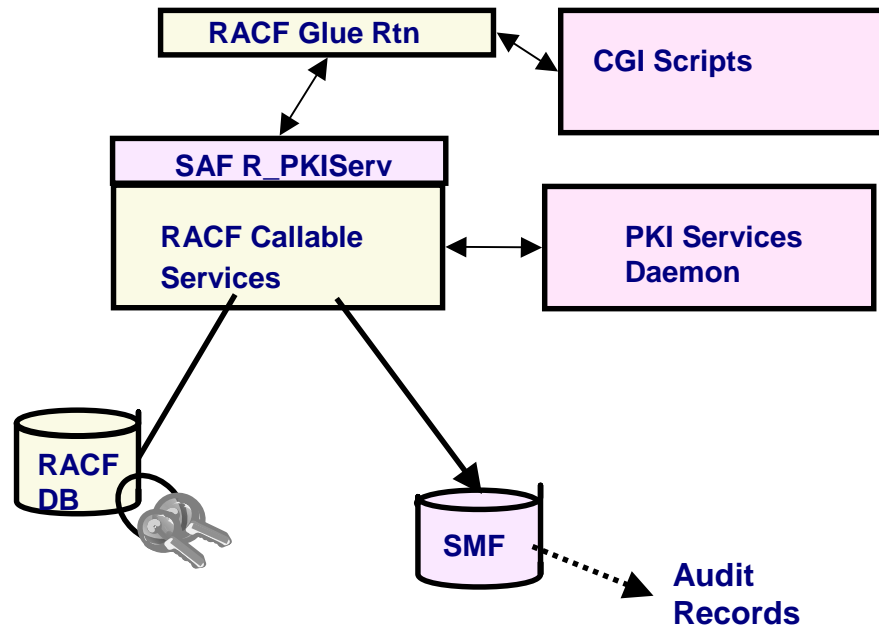 RACF Glue Rtn
CGI Scripts
SAF R_PKIServ
RACF Callable
Services
PKI Services
Daemon
RACF
DB
SMF
Audit
Records